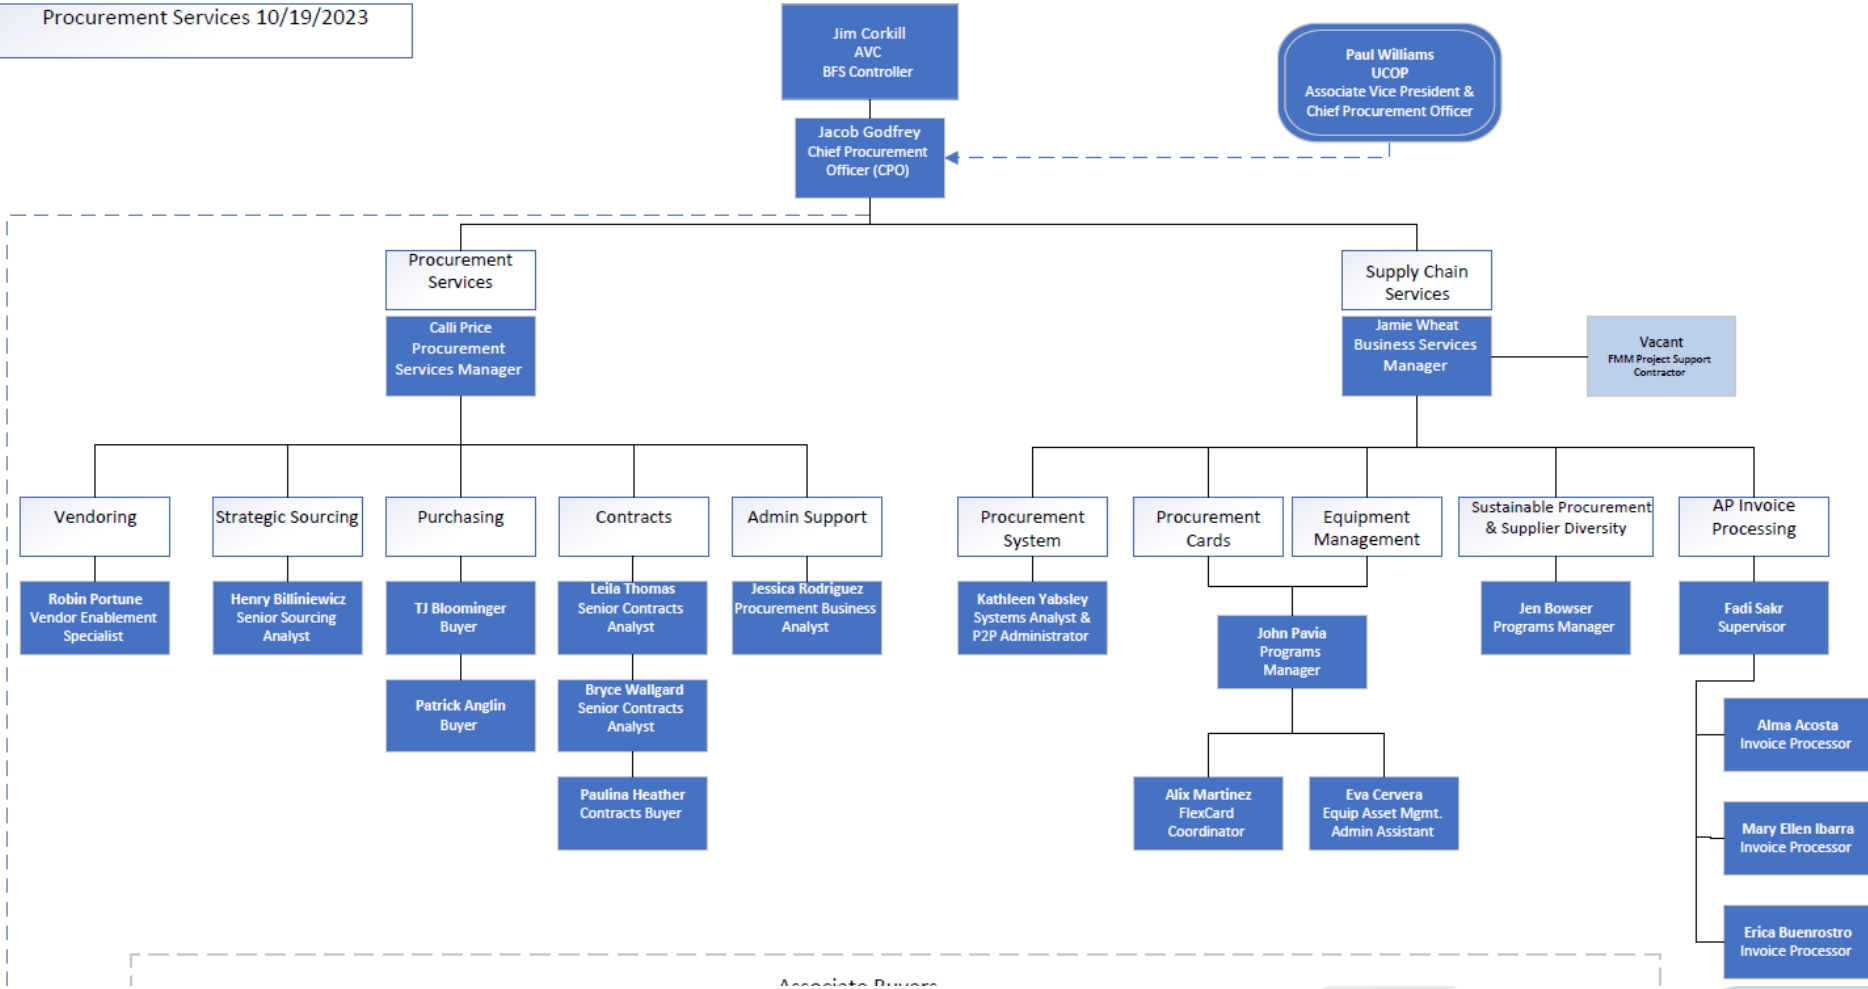 Procurement Services 10/19/2023
Jim Corkill
AVC
BFS Controller
Paul Williams
UCOP
Associate Vice President &
Chief Procurement Officer
Jacob Godfrey
Chief Procurement
Officer (CPO)
Procurement
Services
Calli Price
Procurement
Services Manager
Supply Chain
Services
Jamie Wheat
Business Services
Manager
Vacant
FMM Project Support
Contractor
Vendoring
Robin Portune
Vendor Enablement
Specialist
Strategic Sourcing
Henry Billiniewicz
Senior Sourcing
Analyst
Purchasing
TJ Bloominger
Buyer
Patrick Anglin
Buyer
Contracts
Leila Thomas
Senior Contracts
Analyst
Bryce Wallgard
Senior Contracts
Analyst
Paulina Heather
Contracts Buyer
Admin Support
Jessica Rodriguez
Procurement Business
Analyst
Procurement
System
Kathleen Yabsley
Systems Analyst &
P2P Administrator
Procurement
Cards
Equipment
Management
John Pavia
Programs
Manager
Alix Martinez
FlexCard
Coordinator
Eva Cervera
Equip Asset Mgmt.
Admin Assistant
Sustainable Procurement
& Supplier Diversity
Jen Bowser
Programs Manager
AP Invoice
Processing
Fadi Sakr
Supervisor
Alma Acosta
Invoice Processor
Mary Ellen Ibarra
Invoice Processor
Erica Buenrostro
Invoice Processor
Associate Buyers